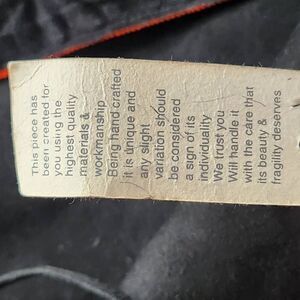 This piece has
been created for
you using the
highest quality
materials &
workmanship
Being hand crafted
it is unique and
any slight
variation should
be considered
a sign of its
individuality
We trust you
Will handle it
with the care that
its beauty &
fragility deserves